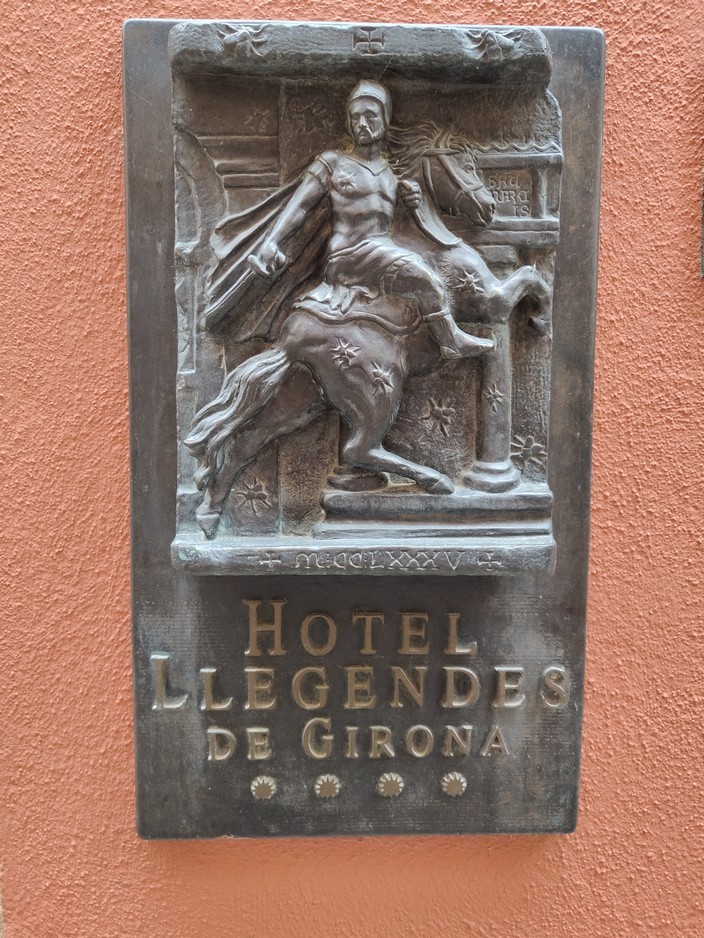 M:CCLXXXV
HOTEL
LLEGENDES
DE GIRONA